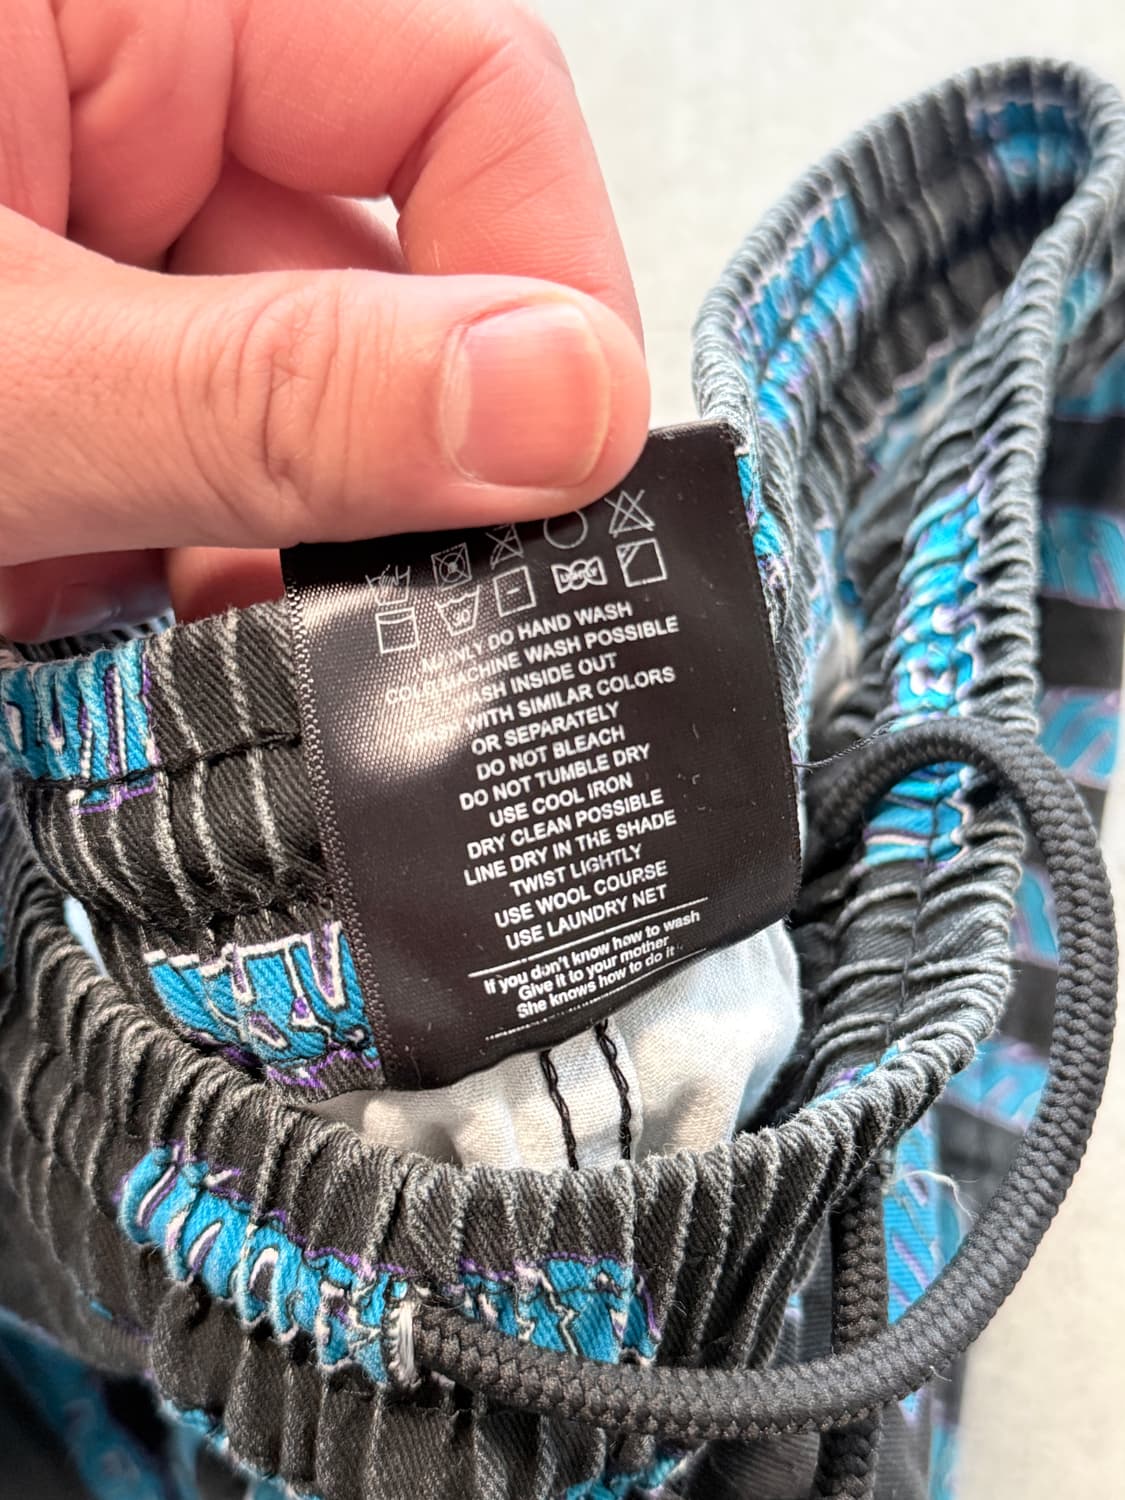 MAINLY DO HAND WASH
COLD MACHINE WASH POSSIBLE
WASH INSIDE OUT
WITH SIMILAR COLORS
OR SEPARATELY
DO NOT BLEACH
DO NOT TUMBLE DRY
USE COOL IRON
DRY CLEAN POSSIBLE
LINE DRY IN THE SHADE
TWIST LIGHTLY
USE WOOL COURSE
USE LAUNDRY NET
If you don't know how to wash
Give it to your mother
She knows how to do it